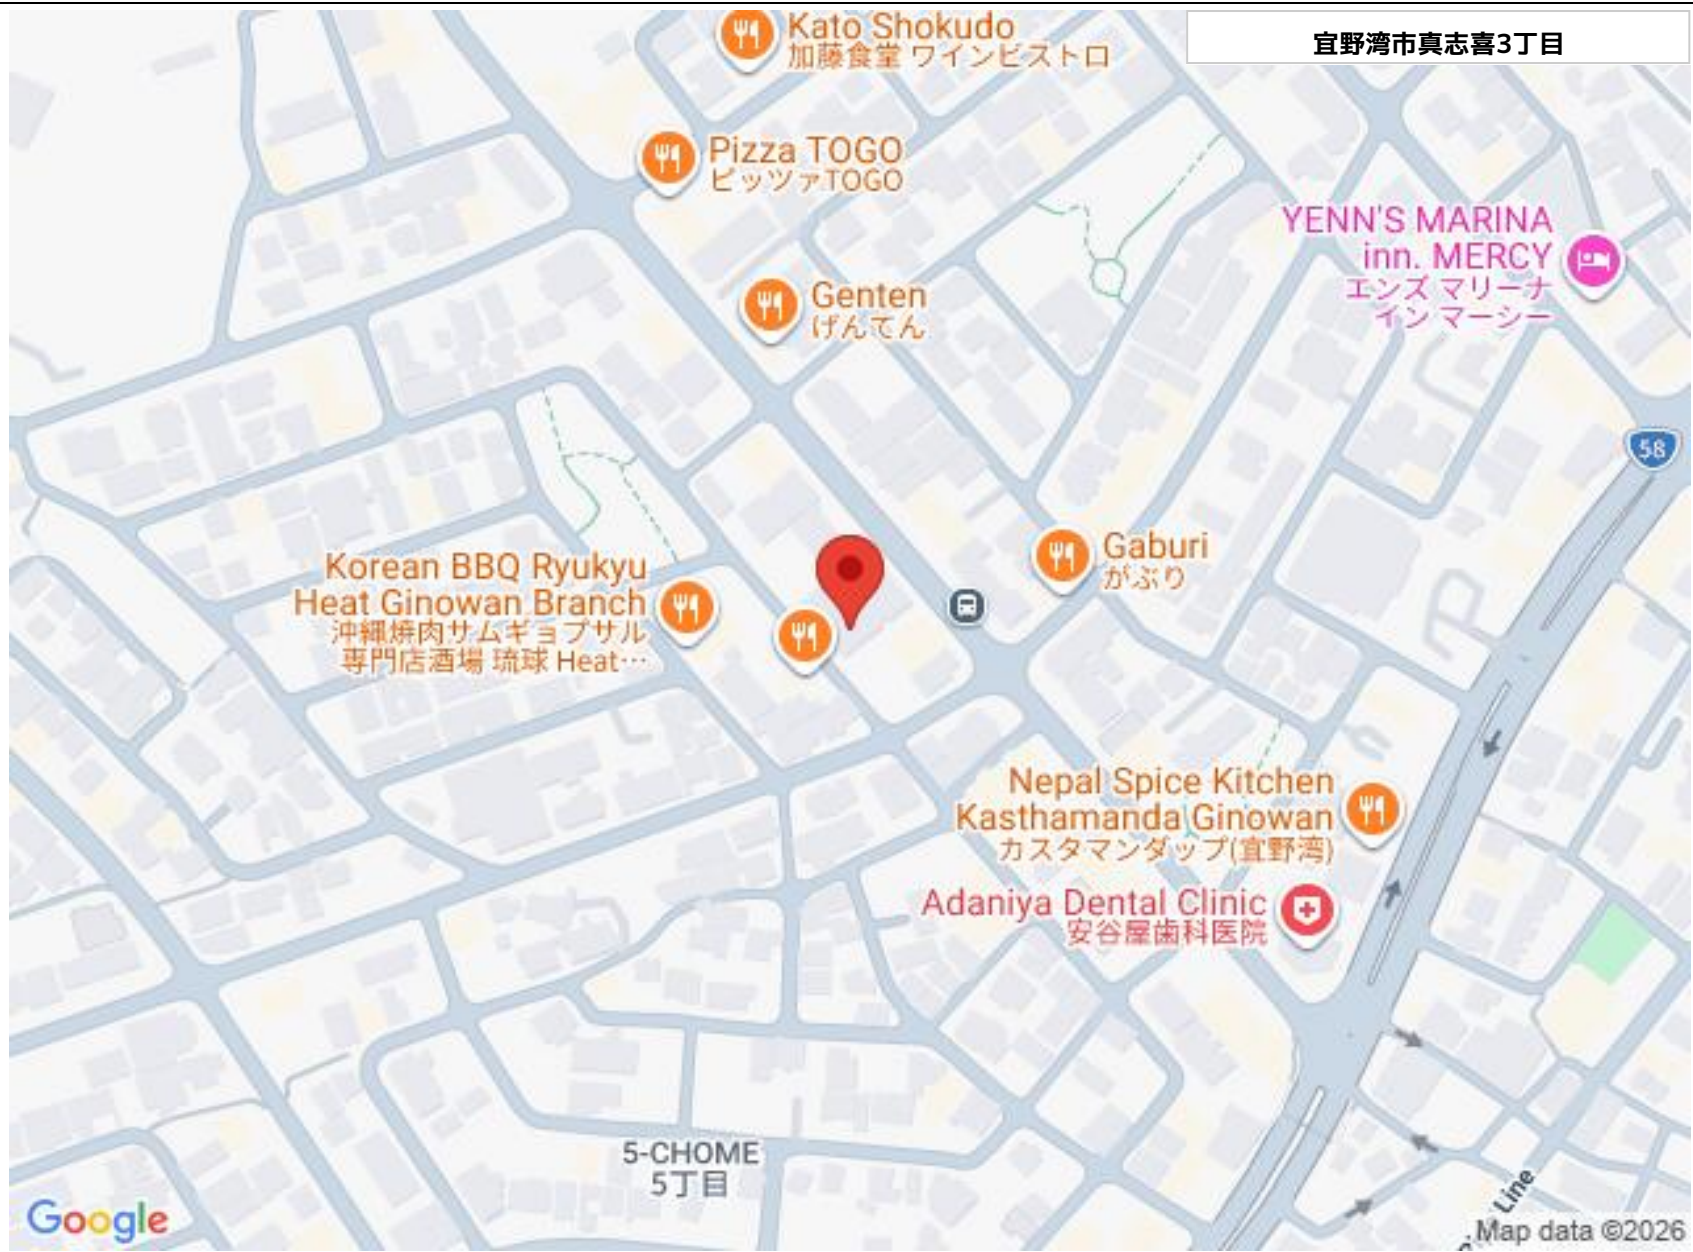 Kato Shokudo
加藤食堂 ワインビストロ
宜野湾市真志喜3丁目
Pizza TOGO
ピッツァTOGO
YENN'S MARINA
inn. MERCY
エンズ マリーナ
イン マーシー
Genten
げんてん
58
Gaburi
がぶり
Korean BBQ Ryukyu
Heat Ginowan Branch
沖縄焼肉サムギョプサル
専門店酒場 琉球 Heat…
Nepal Spice Kitchen
Kasthamanda Ginowan
カスタマンダップ(宜野湾)
Adaniya Dental Clinic
安谷屋歯科医院
5-CHOME
5丁目
Line
Google
Map data ©2026